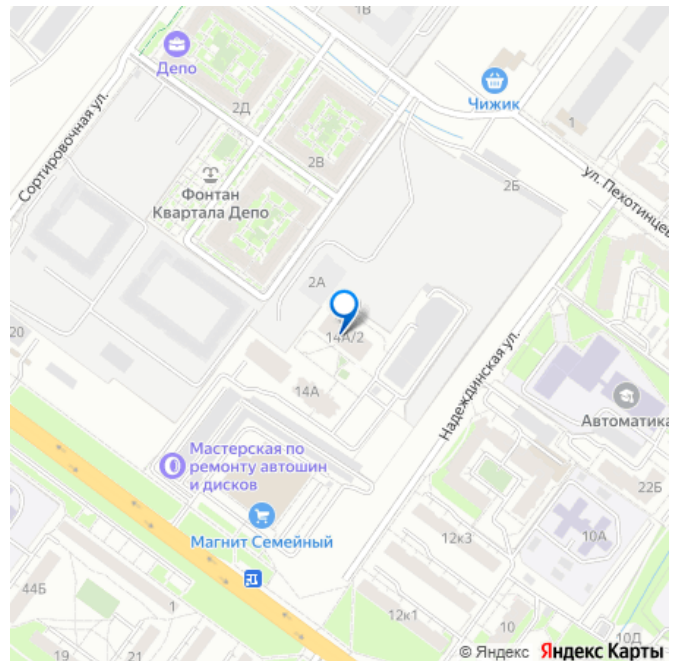 1В
Депо
2Д
Чижик
1
2В
Сортировочная ул.
Фонтан
Квартала Депо
2Б
ул. Пехотинцев
2А
20
14А/2
14А
Надеждинская ул.
Автоматика
Мастерская по
ремонту автошин
и дисков
22Б
Магнит Семейный
12к3
10А
44Б
1
12к1
10
10Д
19
21
© Яндекс Яндекс Карты